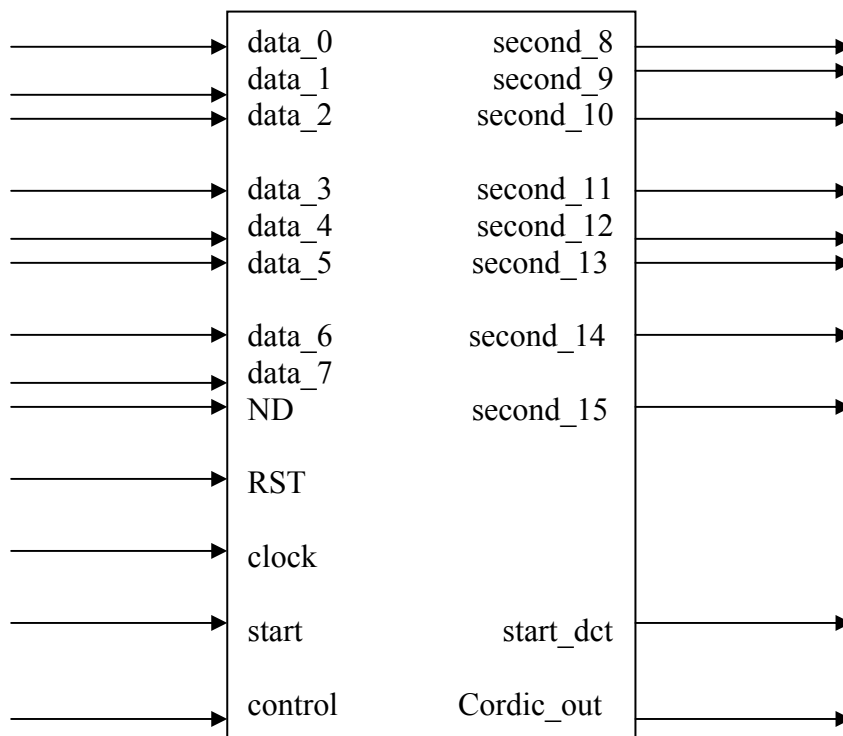 data_0 second_8
data_1 second_9
data_2 second_10
data_3 second_11
data_4 second_12
data_5 second_13
data_6 second_14
data_7
ND second_15
RST
clock
start start_dct
control Cordic_out